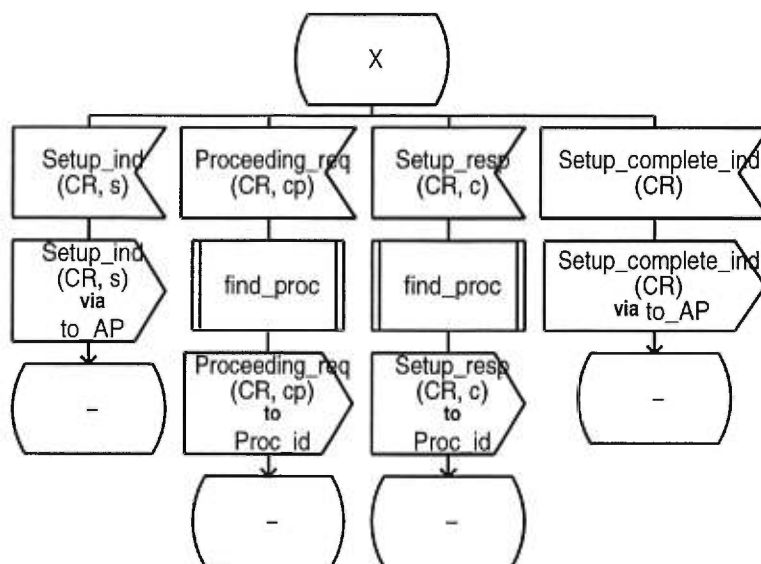 X
Setup_ind
(CR, s)
Proceeding_req
(CR, cp)
Setup_resp
(CR, c)
Setup_complete_ind
(CR)
Setup_ind
(CR, s)
via
to_AP
find_proc
find_proc
Setup_complete_ind
(CR)
via to_AP
–
Proceeding_req
(CR, cp)
to
Proc_id
Setup_resp
(CR, c)
to
Proc_id
–
–
–